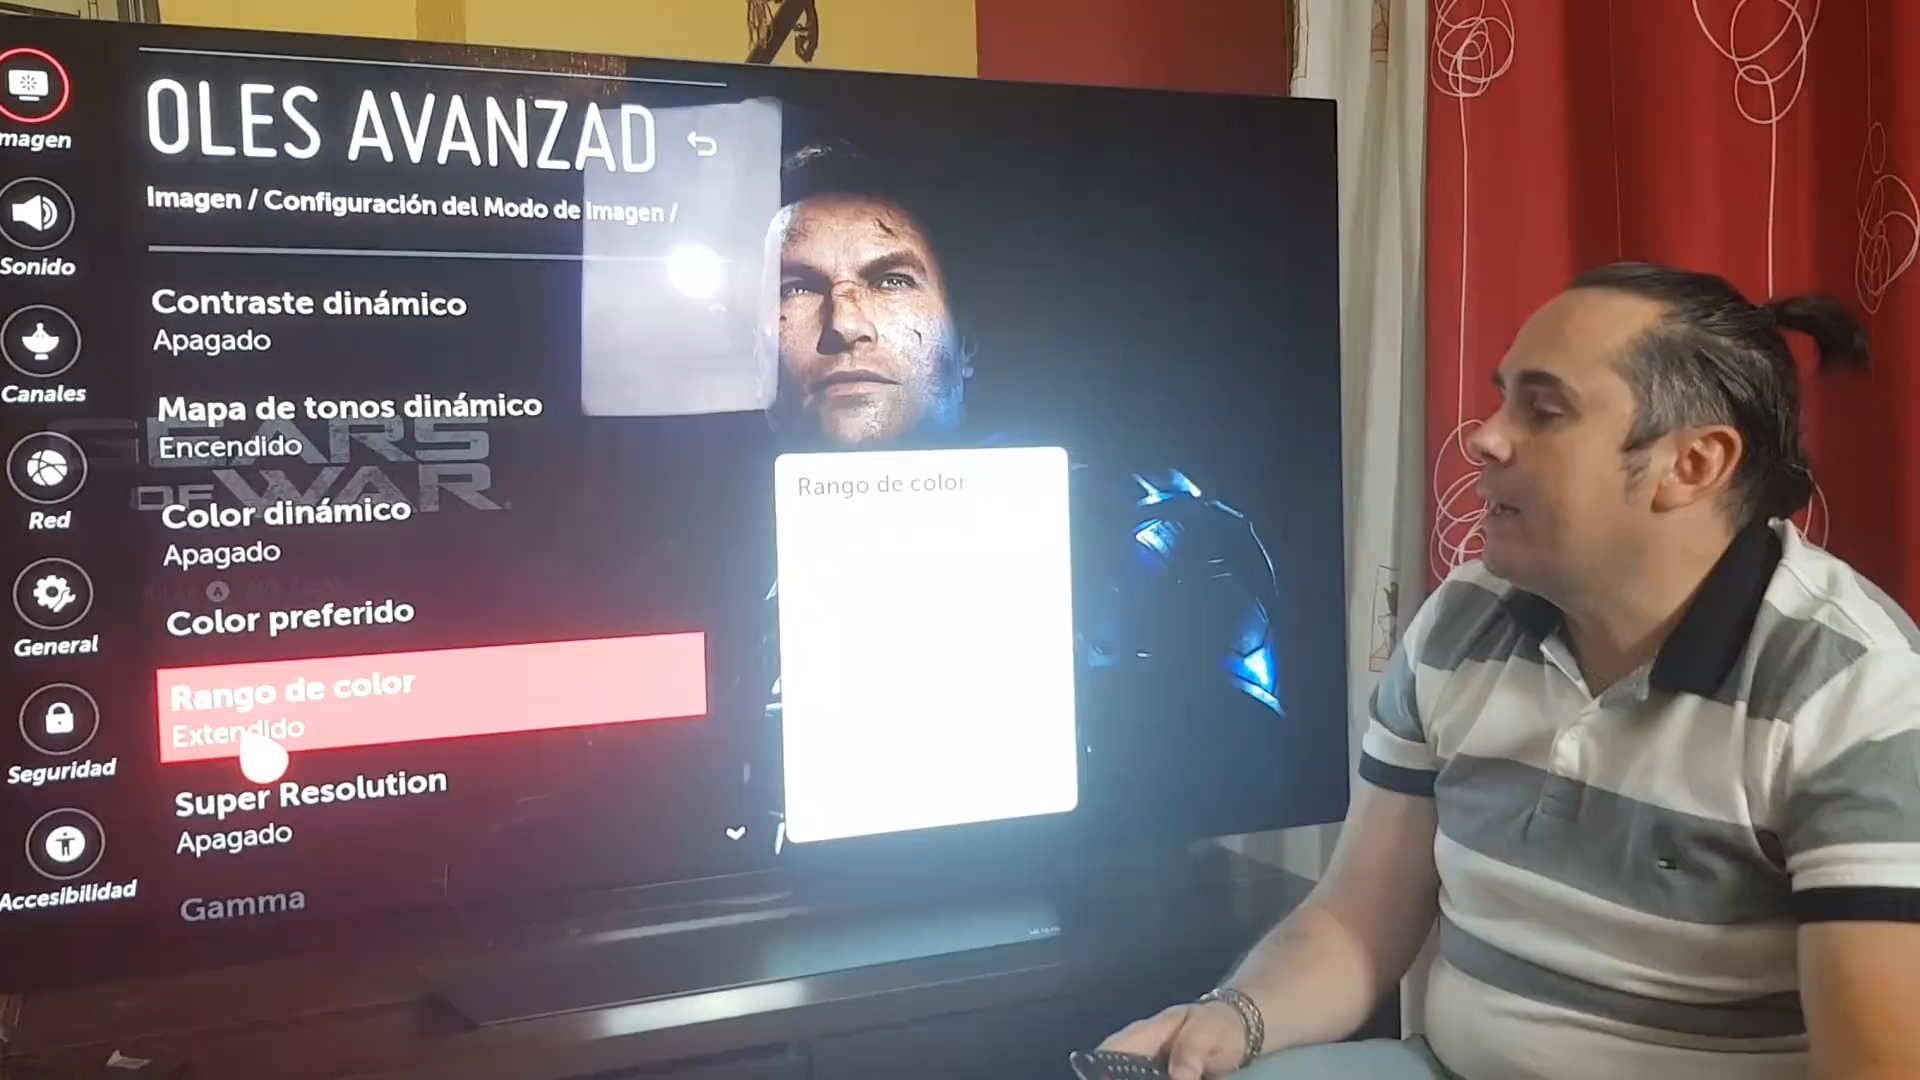 OLES AVANZAD
Imagen / Configuración del Modo de Imagen /
magen
Sonido
Canales
Red
General
Seguridad
Accesibilidad
Contraste dinámico
Apagado
Mapa de tonos dinámico
Encendido
GEARS
OF WAR
Color dinámico
Apagado
A
Color preferido
Rango de color
Extendido
Super Resolution
Apagado
Gamma
Rango de color